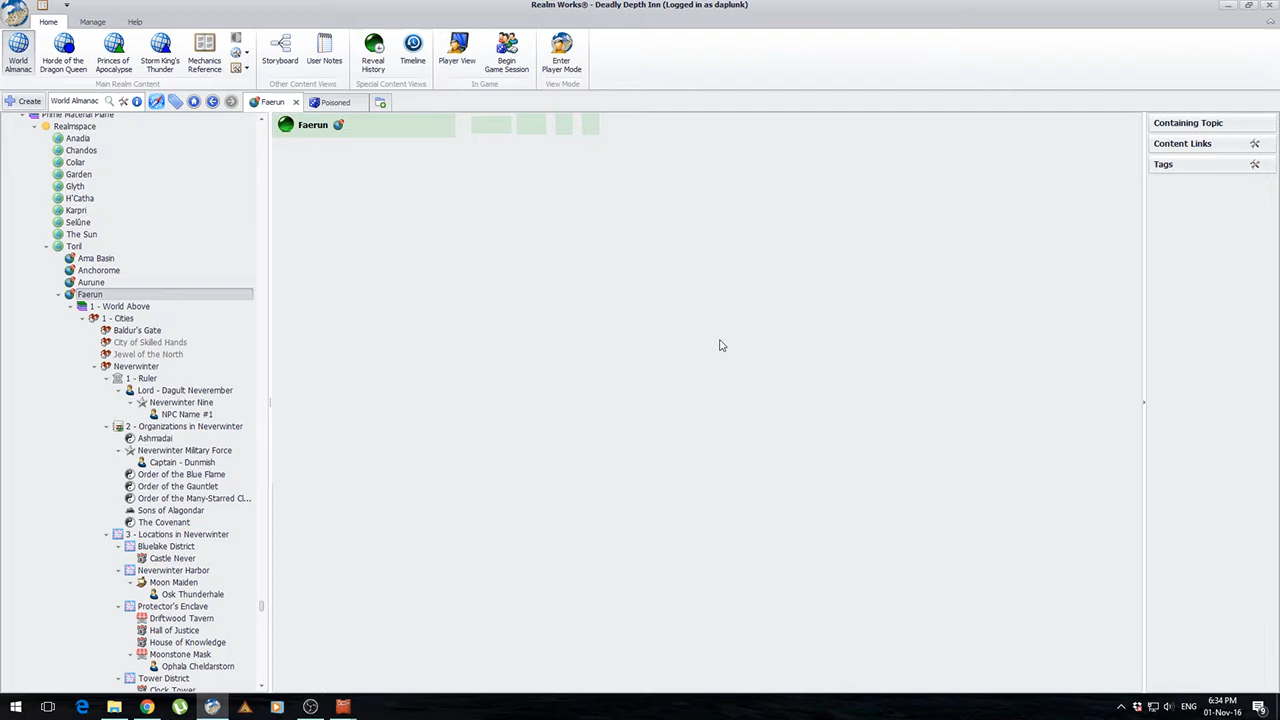 Realm Works® - Deadly Depth Inn (Logged in as daplunk)
Home Manage Help
World Almanac
Horde of the Dragon Queen
Princes of Apocalypse
Storm King's Thunder
Mechanics Reference
Storyboard
User Notes
Reveal History
Timeline
Player View
Begin Game Session
Enter Player Mode
Main Realm Content
Other Content Views
Special Content Views
In Game
View Mode
Create
World Almanac
Faerun
Poisoned
Prime Material Plane
Realmspace
Anadia
Chandos
Coliar
Garden
Glyth
H'Catha
Karpri
Selûne
The Sun
Toril
Ama Basin
Anchorome
Aurune
Faerun
1 - World Above
1 - Cities
Baldur's Gate
City of Skilled Hands
Jewel of the North
Neverwinter
1 - Ruler
Lord - Dagult Neverember
Neverwinter Nine
NPC Name #1
2 - Organizations in Neverwinter
Ashmadai
Neverwinter Military Force
Captain - Dunmish
Order of the Blue Flame
Order of the Gauntlet
Order of the Many-Starred Cl...
Sons of Alagondar
The Covenant
3 - Locations in Neverwinter
Bluelake District
Castle Never
Neverwinter Harbor
Moon Maiden
Osk Thunderhale
Protector's Enclave
Driftwood Tavern
Hall of Justice
House of Knowledge
Moonstone Mask
Ophala Cheldarstorn
Tower District
Clock Tower
Faerun
Containing Topic
Content Links
Tags
ENG
6:34 PM
01-Nov-16